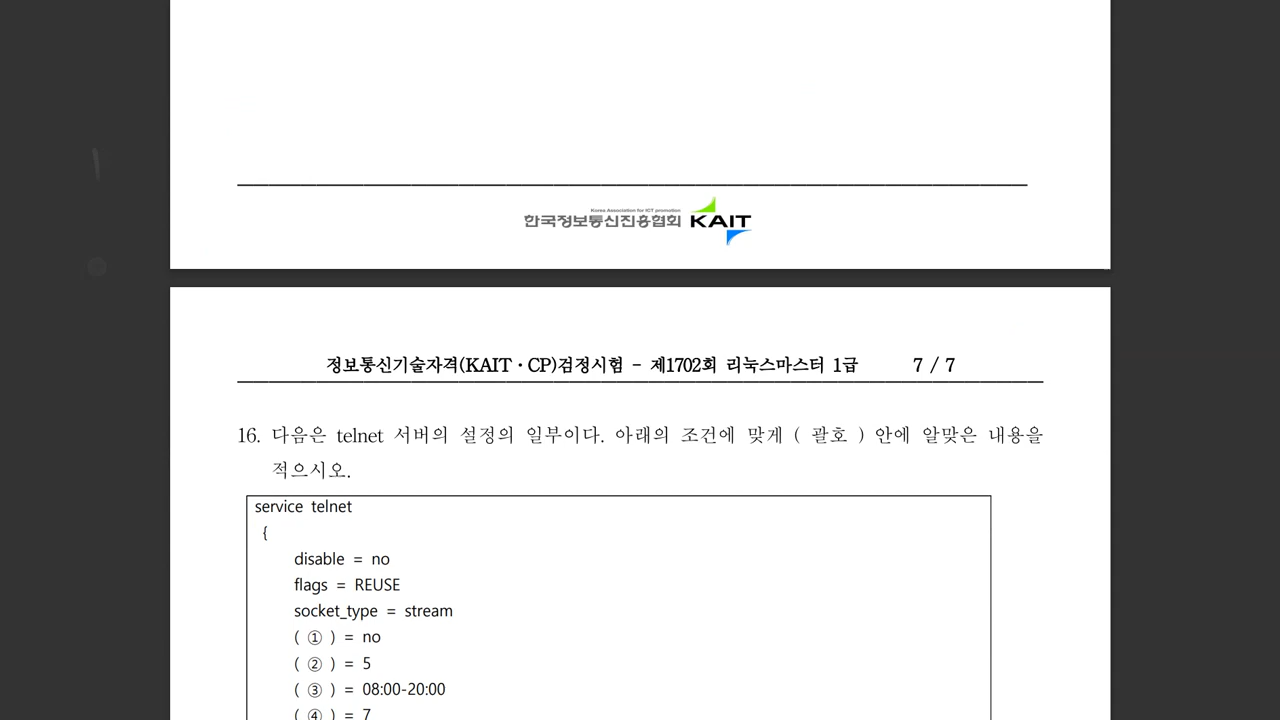 Korea Association for ICT promotion
한국정보통신진흥협회 KAIT
정보통신기술자격(KAIT・CP)검정시험 - 제1702회 리눅스마스터 1급 7 / 7
16. 다음은 telnet 서버의 설정의 일부이다. 아래의 조건에 맞게 ( 괄호 ) 안에 알맞은 내용을
적으시오.
service telnet
{
disable = no
flags = REUSE
socket_type = stream
( ① ) = no
( ② ) = 5
( ③ ) = 08:00-20:00
( ④ ) = 7